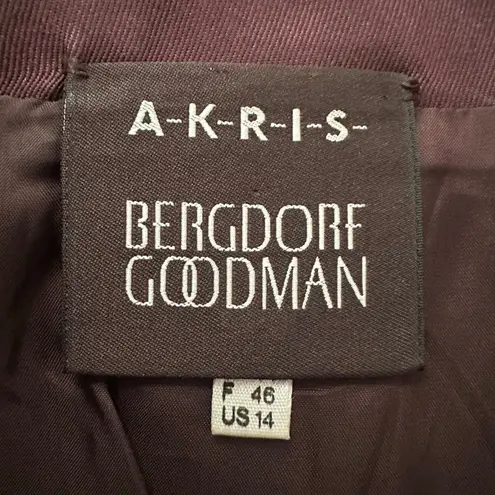 A-K-R-I-S-
BERGDORF
GOODMAN
F 46
US 14